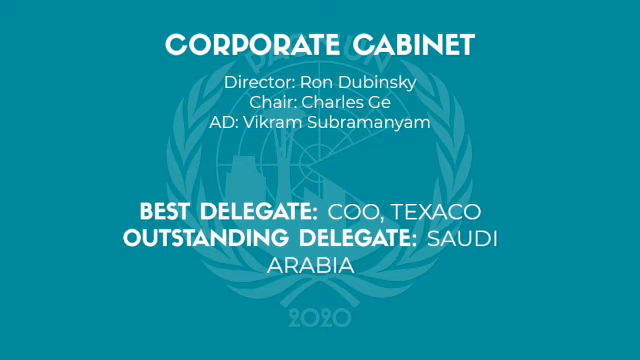 CORPORATE CABINET
Director: Ron Dubinsky
Chair: Charles Ge
AD: Vikram Subramanyam
BEST DELEGATE: COO, TEXACO
OUTSTANDING DELEGATE: SAUDI
ARABIA
2020